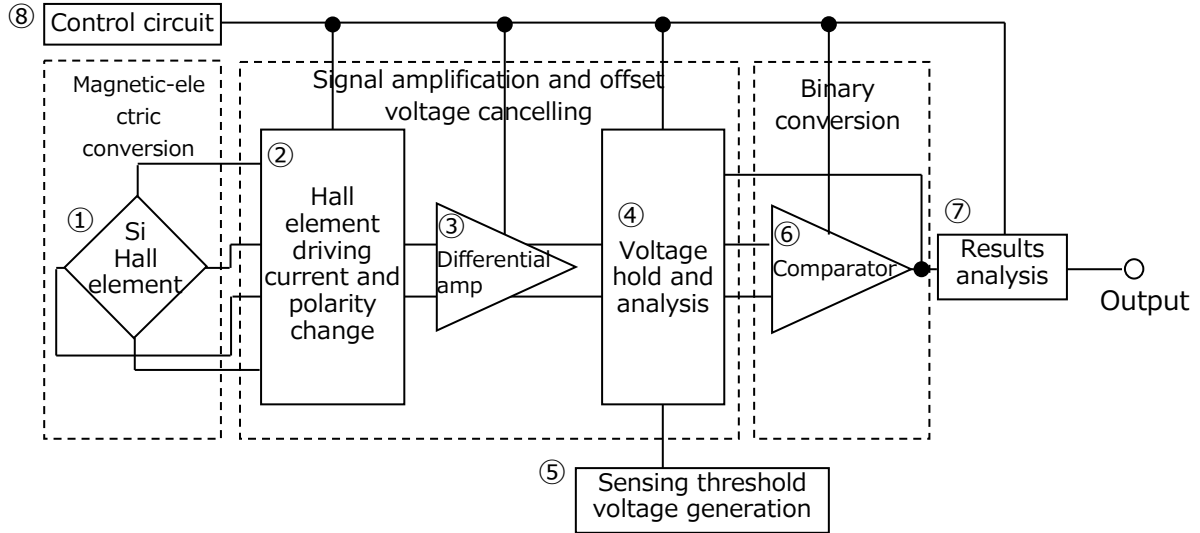 ⑧ Control circuit
Magnetic-ele
ctric
conversion
Signal amplification and offset
voltage cancelling
Binary
conversion
①
Si
Hall
element
②
Hall
element
driving
current and
polarity
change
③
Differential
amp
④
Voltage
hold and
analysis
⑥
Comparator
⑦
Results
analysis
Output
⑤
Sensing threshold
voltage generation